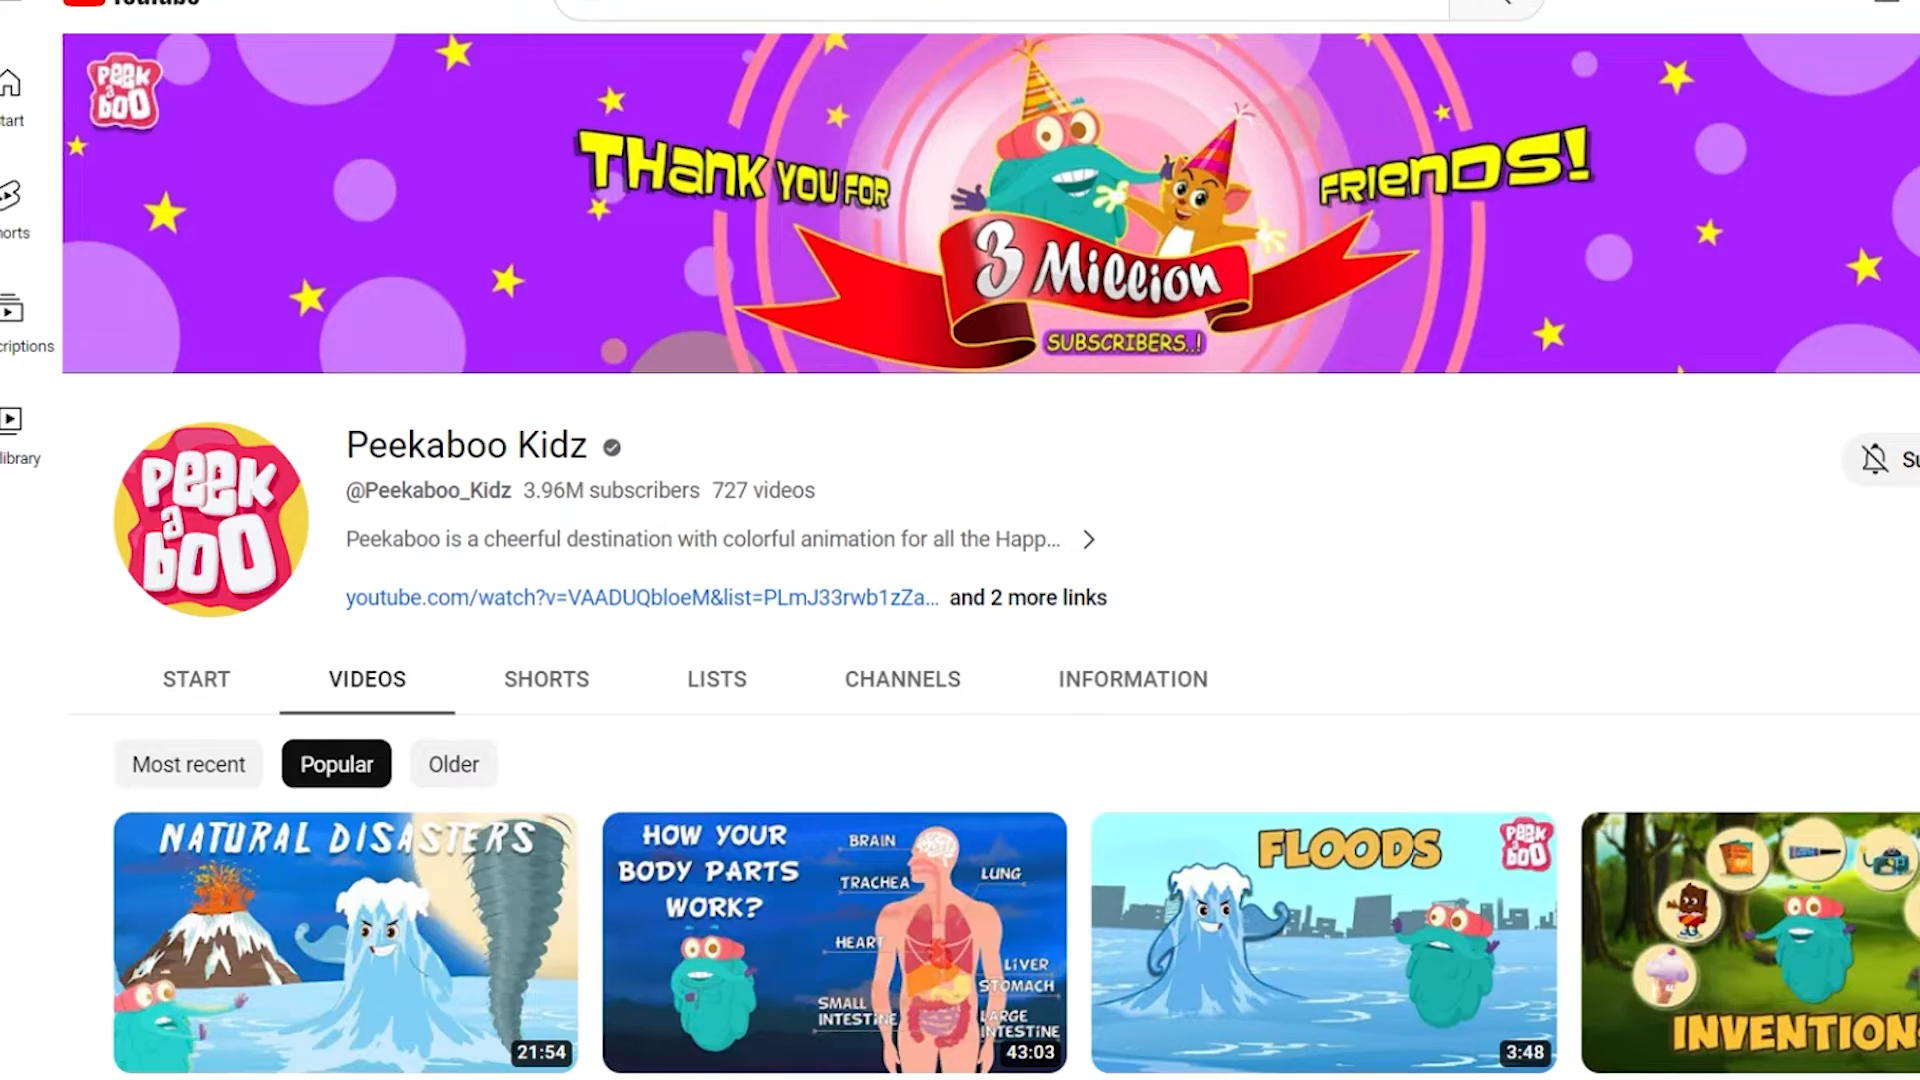 PEEK
a
boo
THANK YOU FOR
3 Million
SUBSCRIBERS..!
FRIENDS!
tart
orts
criptions
library
PEEK
a
boo
Peekaboo Kidz
@Peekaboo_Kidz 3.96M subscribers 727 videos
Peekaboo is a cheerful destination with colorful animation for all the Happ...
youtube.com/watch?v=VAADUQbloeM&list=PLmJ33rwb1zZa... and 2 more links
Su
START VIDEOS SHORTS LISTS CHANNELS INFORMATION
Most recent Popular Older
NATURAL DISASTERS
21:54
HOW YOUR
BODY PARTS
WORK?
BRAIN
TRACHEA
LUNG
HEART
LIVER
STOMACH
SMALL
INTESTINE
LARGE
INTESTINE
43:03
FLOODS
PEEK
a
boo
3:48
INVENTION